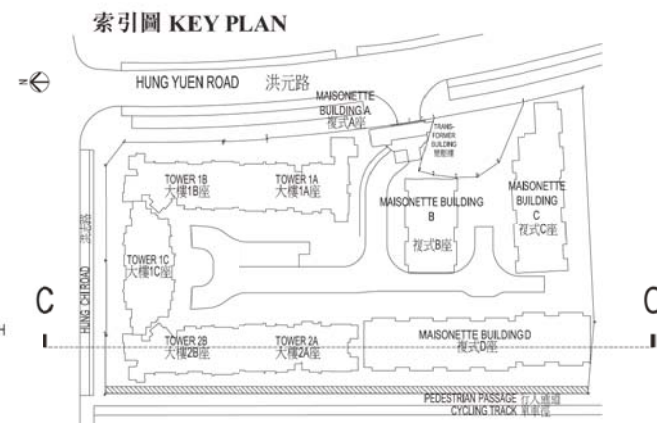 索引圖 KEY PLAN
N
HUNG YUEN ROAD 洪元路
MAISONETTE
BUILDING A
複式A座
TRANS-
FORMER
BUILDING
變壓樓
TOWER 1B
大樓1B座
TOWER 1A
大樓1A座
MAISONETTE BUILDING
B
複式B座
MAISONETTE
BUILDING
C
複式C座
HUNG CHI ROAD 洪志路
TOWER 1C
大樓1C座
C
C
TOWER 2B
大樓2B座
TOWER 2A
大樓2A座
MAISONETTE BUILDING D
複式D座
PEDESTRIAN PASSAGE 行人通道
CYCLING TRACK 單車徑